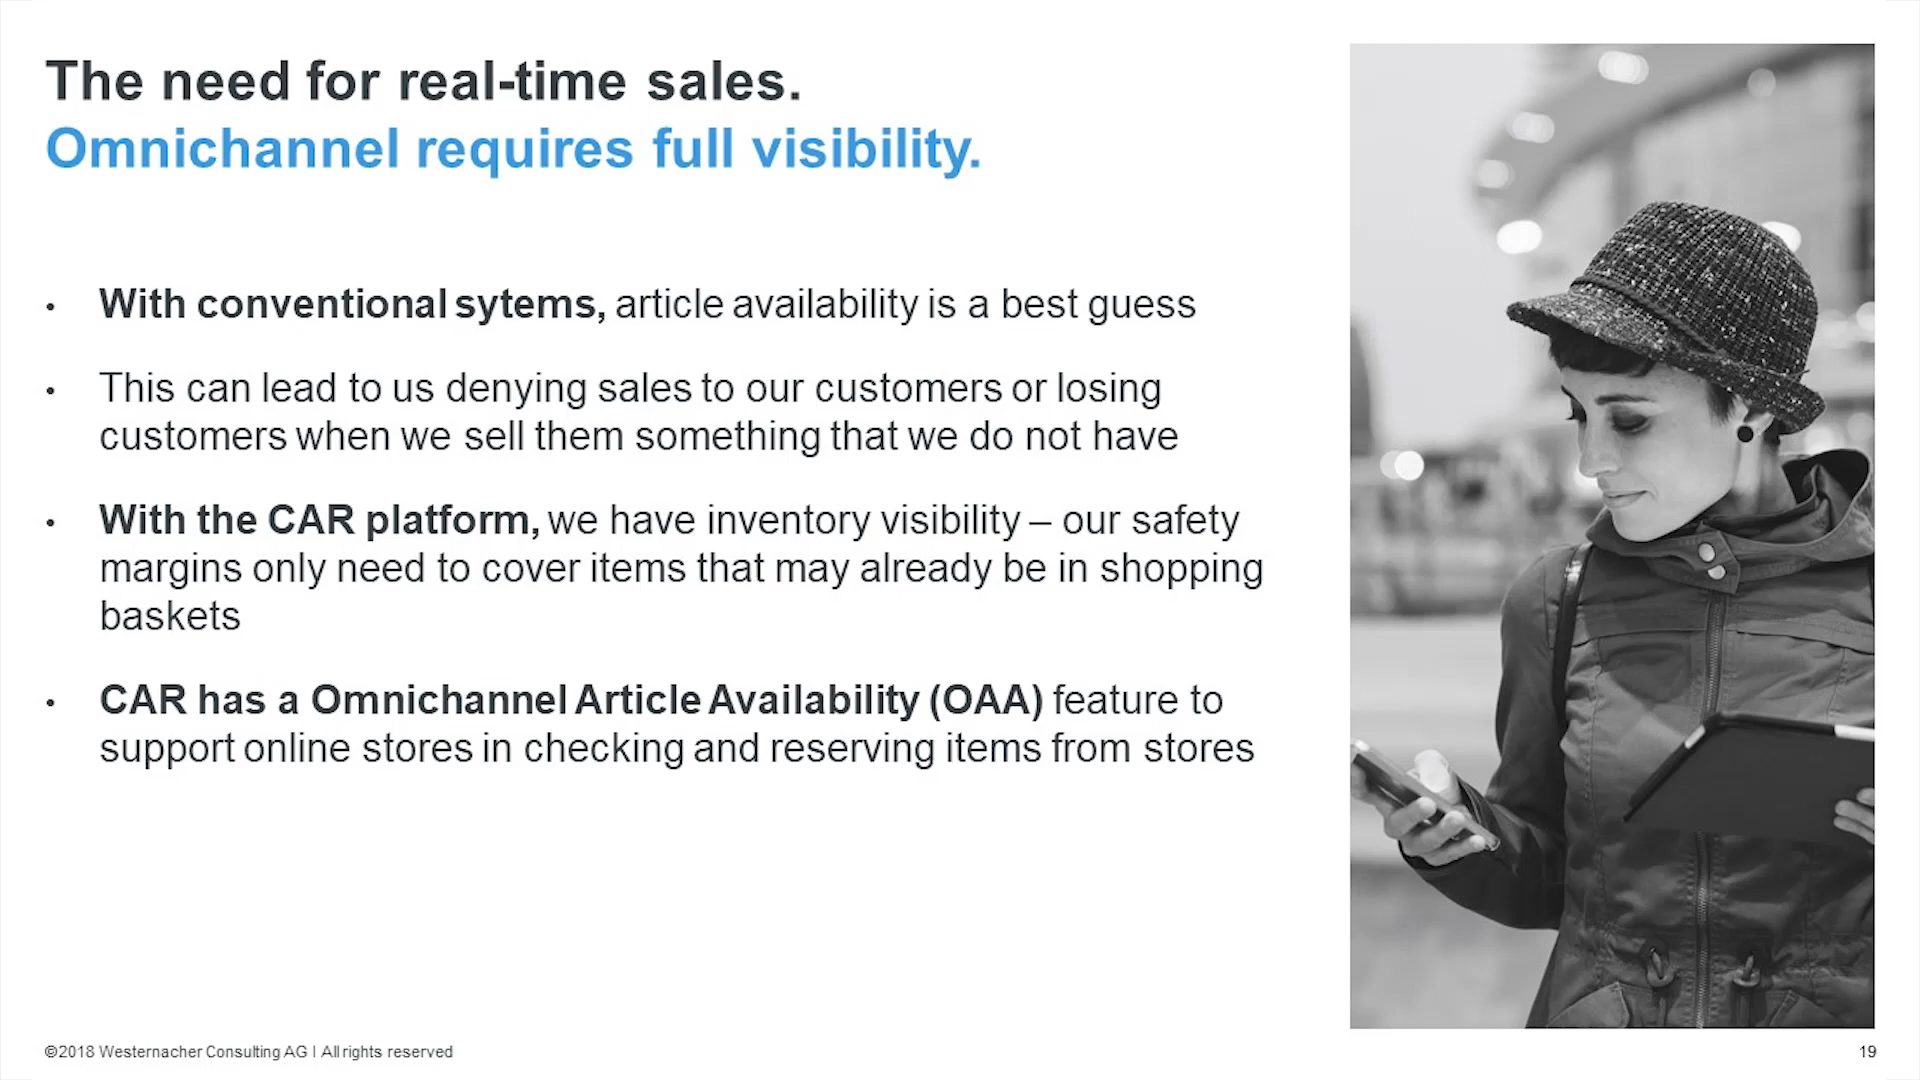 The need for real-time sales.
Omnichannel requires full visibility.
• With conventional sytems, article availability is a best guess
• This can lead to us denying sales to our customers or losing
customers when we sell them something that we do not have
• With the CAR platform, we have inventory visibility – our safety
margins only need to cover items that may already be in shopping
baskets
• CAR has a Omnichannel Article Availability (OAA) feature to
support online stores in checking and reserving items from stores
©2018 Westernacher Consulting AG | All rights reserved
19